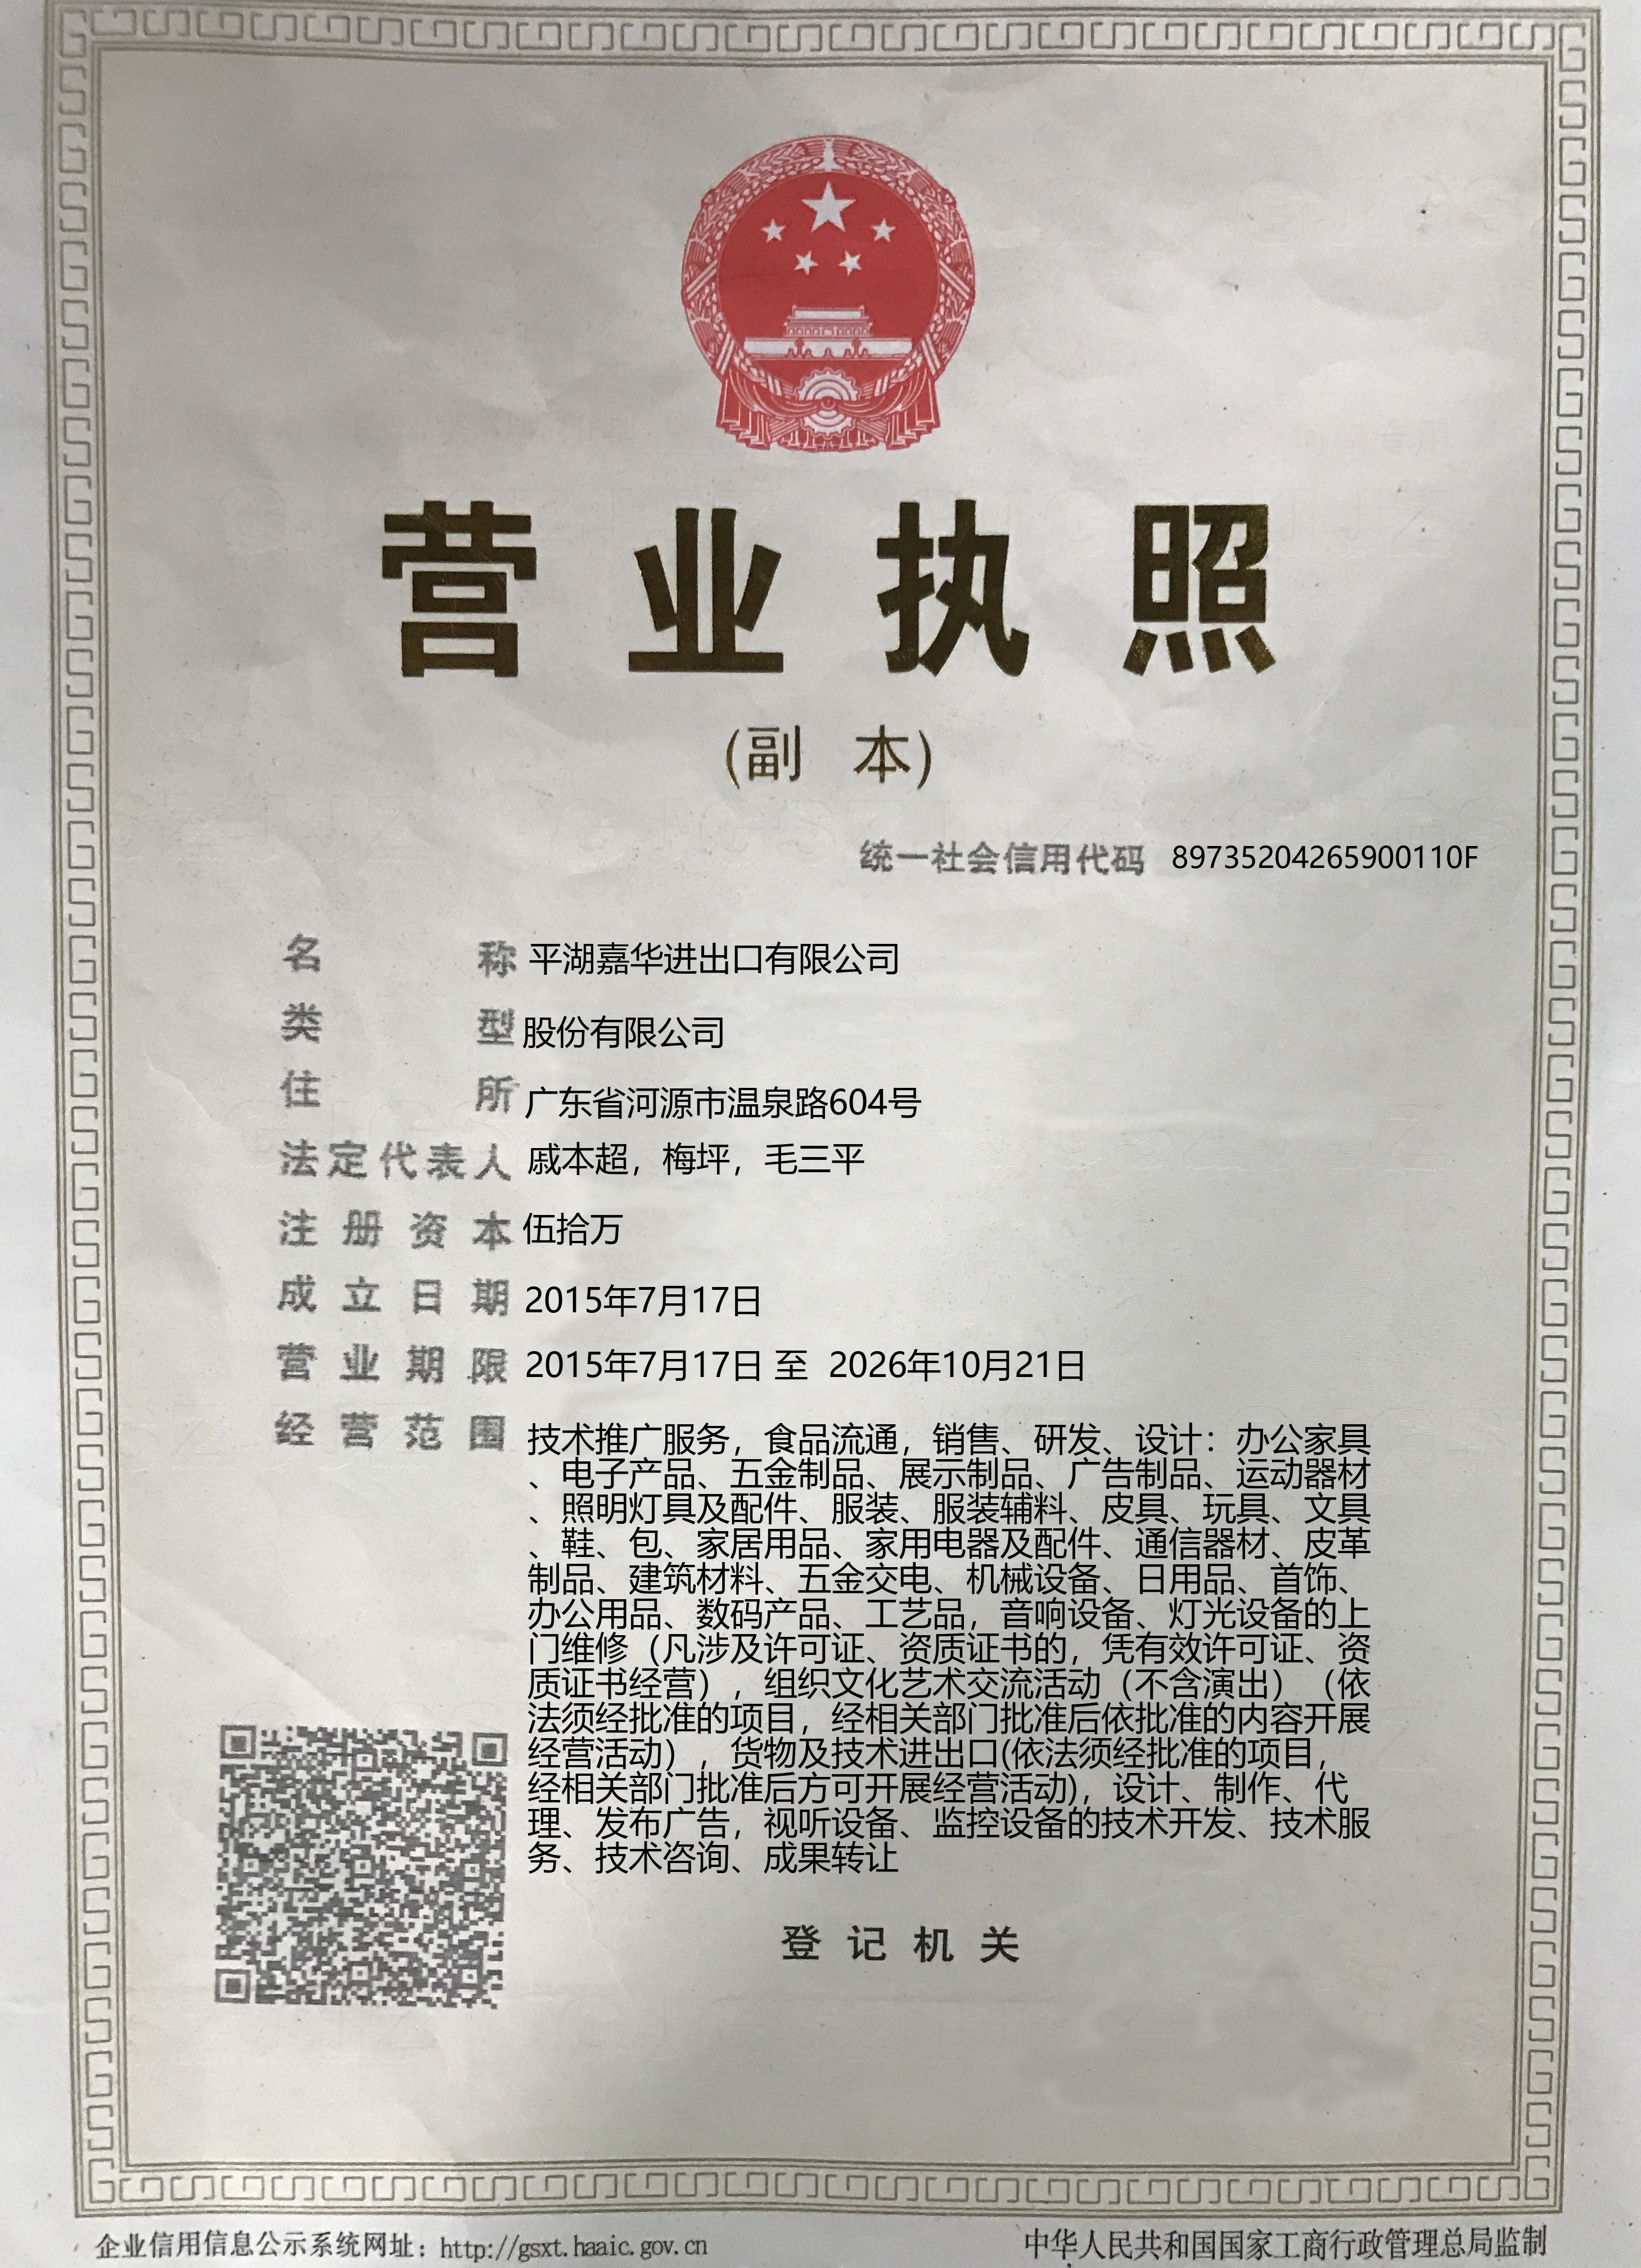 营业执照
(副 本)
统一社会信用代码 89735204265900110F
名称 平湖嘉华进出口有限公司
类型 股份有限公司
住所 广东省河源市温泉路604号
法定代表人 戚本超，梅坪，毛三平
注册资本 伍拾万
成立日期 2015年7月17日
营业期限 2015年7月17日 至 2026年10月21日
经营范围 技术推广服务，食品流通，销售、研发、设计：办公家具
、电子产品、五金制品、展示制品、广告制品、运动器材
、照明灯具及配件、服装、服装辅料、皮具、玩具、文具
、鞋、包、家居用品、家用电器及配件、通信器材、皮革
制品、建筑材料、五金交电、机械设备、日用品、首饰、
办公用品、数码产品、工艺品，音响设备、灯光设备的上
门维修（凡涉及许可证、资质证书的，凭有效许可证、资
质证书经营），组织文化艺术交流活动（不含演出）（依
法须经批准的项目，经相关部门批准后依批准的内容开展
经营活动），货物及技术进出口(依法须经批准的项目，
经相关部门批准后方可开展经营活动)，设计、制作、代
理、发布广告，视听设备、监控设备的技术开发、技术服
务、技术咨询、成果转让
登记机关
企业信用信息公示系统网址：http://gsxt.haaic.gov.cn
中华人民共和国国家工商行政管理总局监制